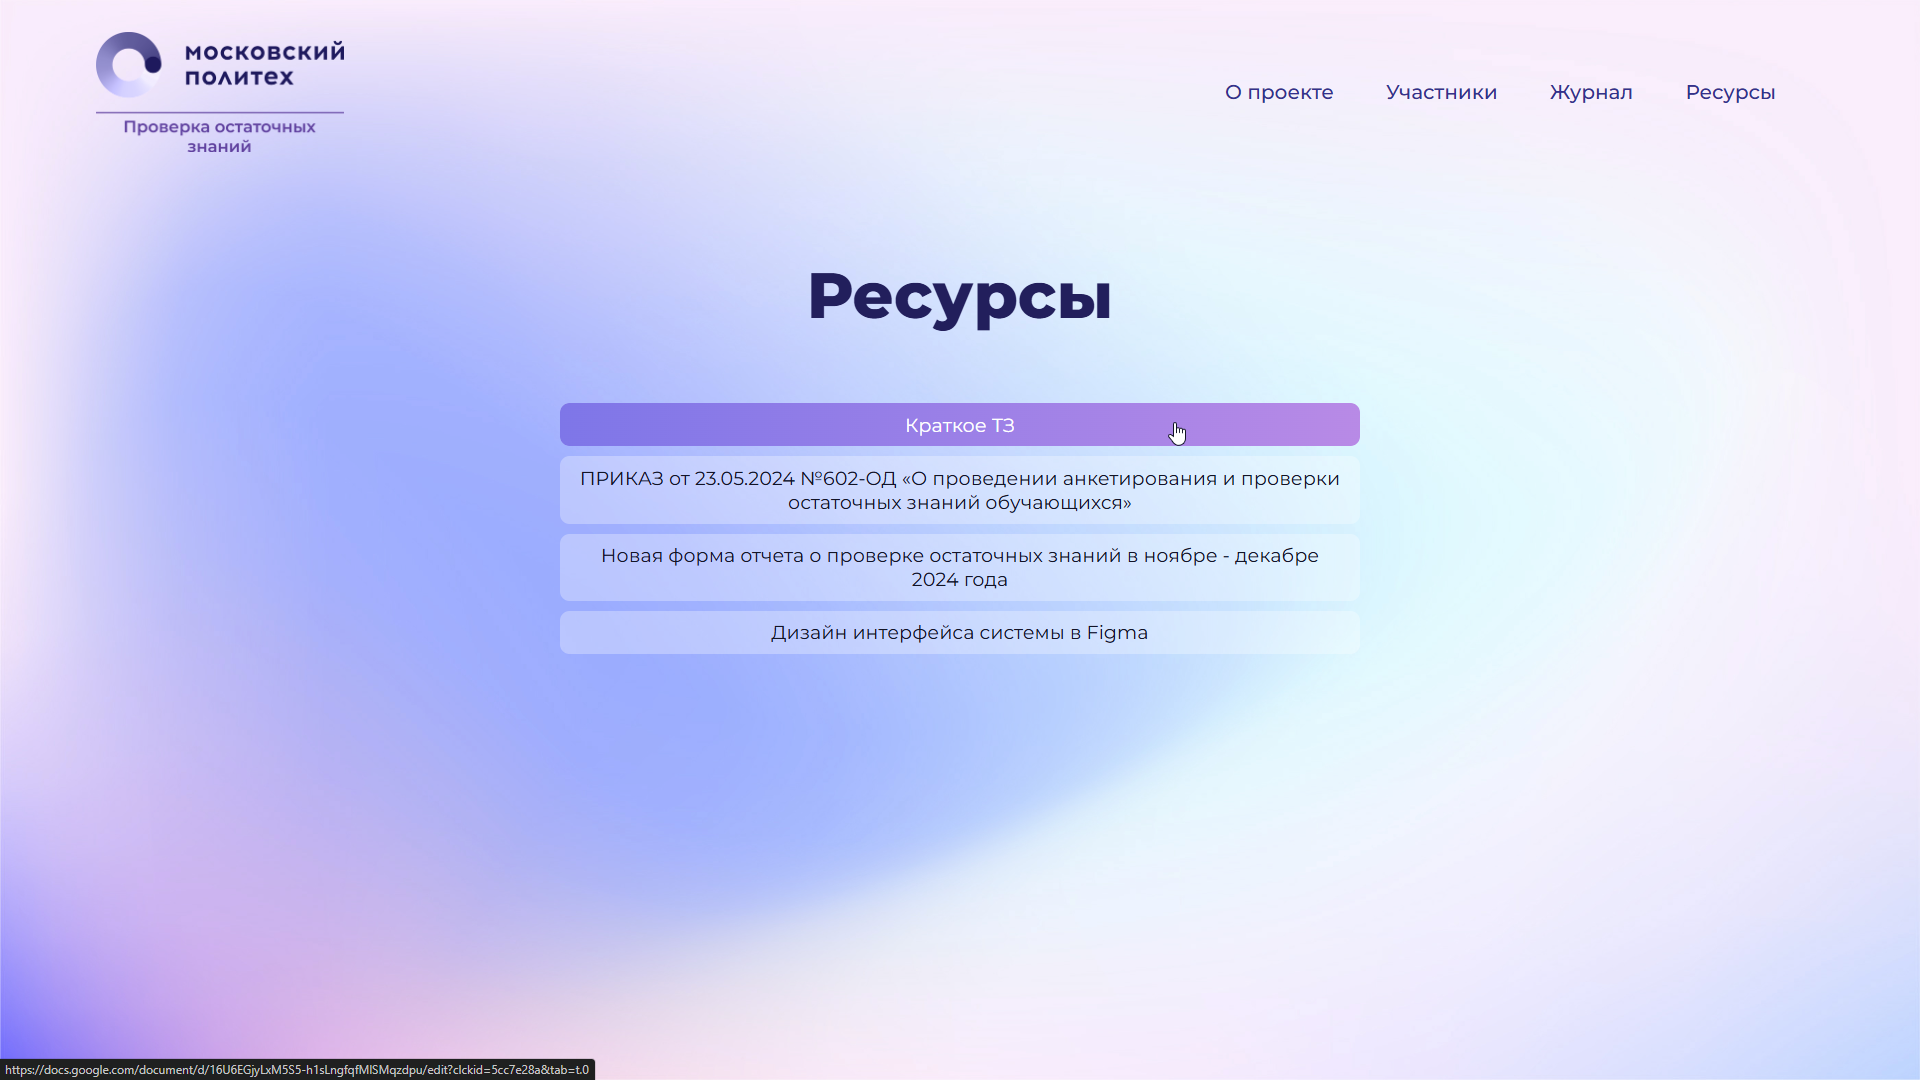 московский
политех
Проверка остаточных
знаний
О проекте
Участники
Журнал
Ресурсы
Ресурсы
Краткое ТЗ
ПРИКАЗ от 23.05.2024 №602-ОД «О проведении анкетирования и проверки
остаточных знаний обучающихся»
Новая форма отчета о проверке остаточных знаний в ноябре - декабре
2024 года
Дизайн интерфейса системы в Figma
https://docs.google.com/document/d/16U6EGjyLxM5S5-h1sLngfqfMlSMqzdpu/edit?clckid=5cc7e28a&tab=t.0